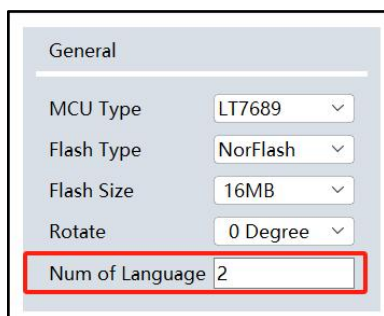 General
MCU Type LT7689
Flash Type NorFlash
Flash Size 16MB
Rotate 0 Degree
Num of Language 2